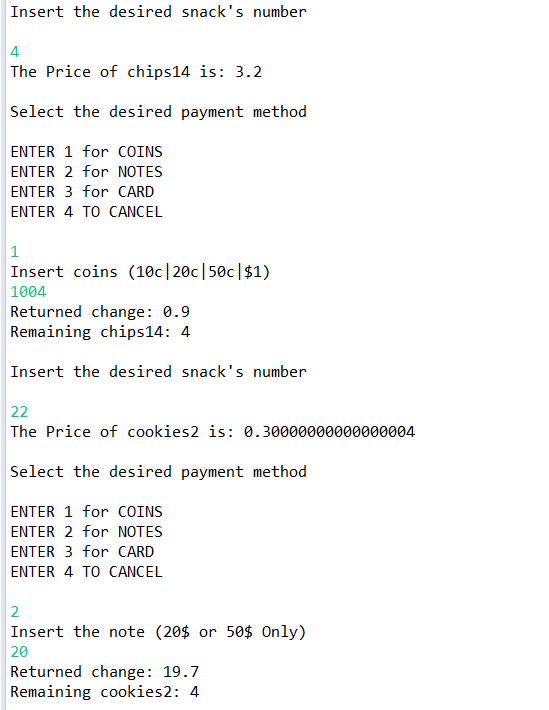 Insert the desired snack's number
4
The Price of chips14 is: 3.2
Select the desired payment method
ENTER 1 for COINS
ENTER 2 for NOTES
ENTER 3 for CARD
ENTER 4 TO CANCEL
1
Insert coins (10c|20c|50c|$1)
1004
Returned change: 0.9
Remaining chips14: 4
Insert the desired snack's number
22
The Price of cookies2 is: 0.30000000000000004
Select the desired payment method
ENTER 1 for COINS
ENTER 2 for NOTES
ENTER 3 for CARD
ENTER 4 TO CANCEL
2
Insert the note (20$ or 50$ Only)
20
Returned change: 19.7
Remaining cookies2: 4